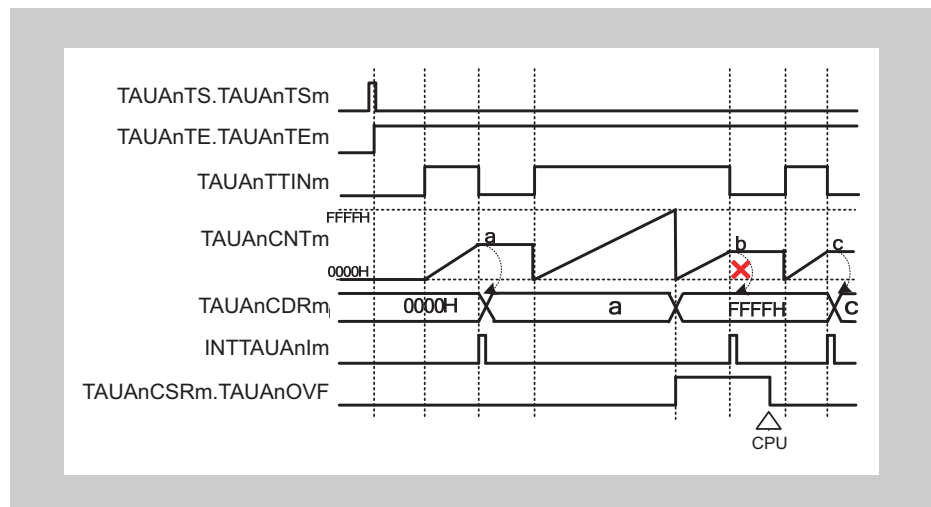 TAUAnTS.TAUAnTSm
TAUAnTE.TAUAnTEm
TAUAnTTINm
FFFFH
TAUAnCNTm
a
b
c
0000H
TAUAnCDRm
0000H
a
FFFFH
c
INTTAUAnIm
TAUAnCSRm.TAUAnOVF
CPU